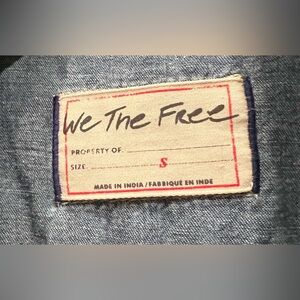 We The Free
PROPERTY OF
SIZE S
MADE IN INDIA / FABRIQUÉ EN INDE